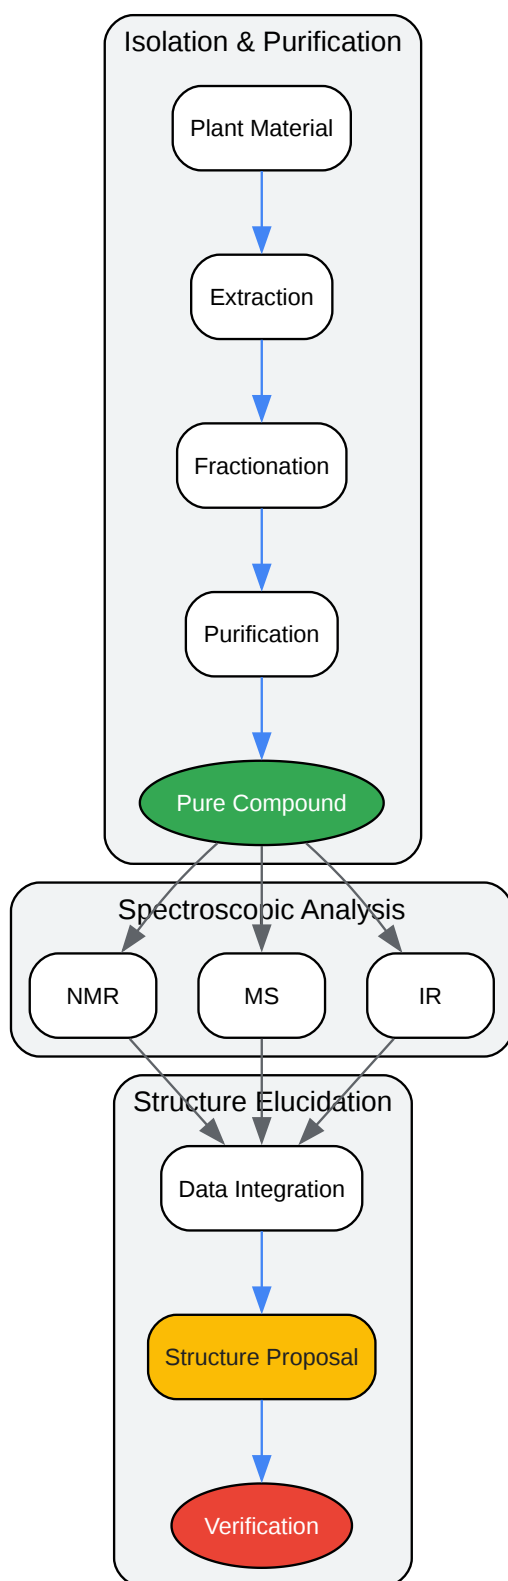 Isolation & Purification
Plant Material
Extraction
Fractionation
Purification
Pure Compound
Spectroscopic Analysis
NMR
MS
IR
Structure Elucidation
Data Integration
Structure Proposal
Verification